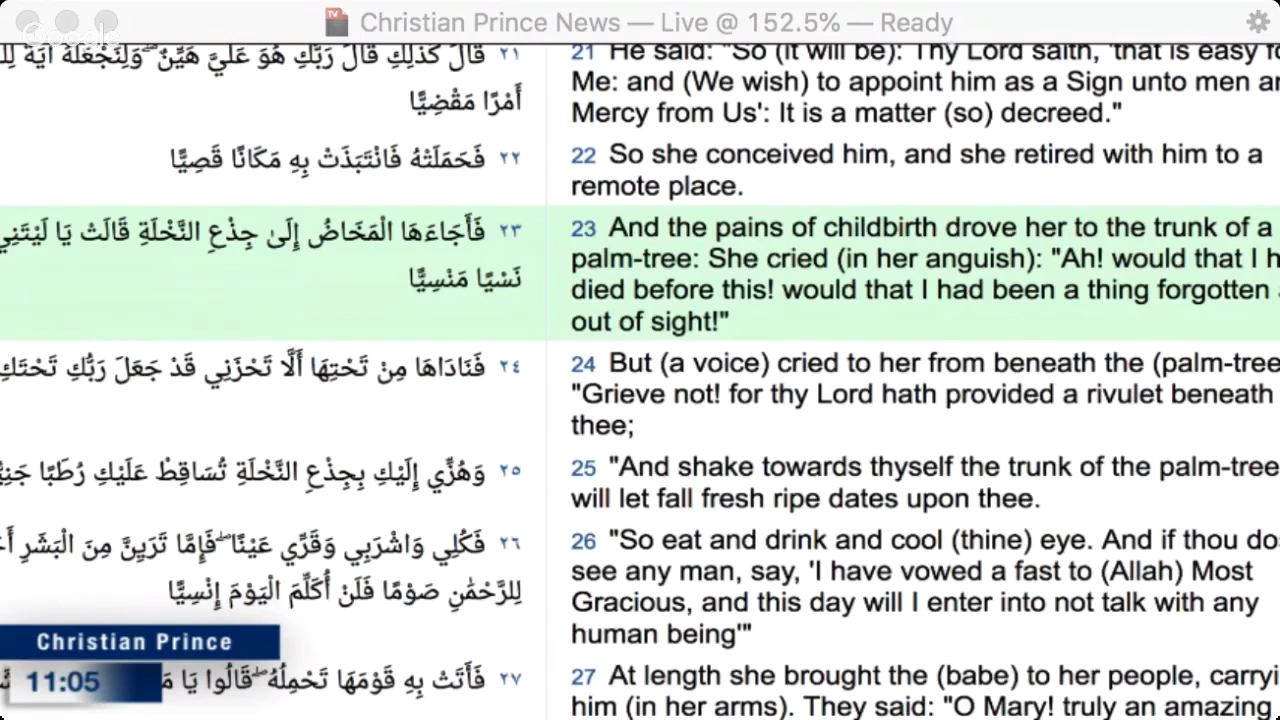 Christian Prince News — Live @ 152.5% — Ready
Google
٢١ قَالَ كَذَٰلِكِ قَالَ رَبُّكِ هُوَ عَلَيَّ هَيِّنٌ ۖ وَلِنَجْعَلَهُ آيَةً
أَمْرًا مَقْضِيًّا
٢٢ فَحَمَلَتْهُ فَانْتَبَذَتْ بِهِ مَكَانًا قَصِيًّا
٢٣ فَأَجَاءَهَا الْمَخَاضُ إِلَىٰ جِذْعِ النَّخْلَةِ قَالَتْ يَا لَيْتَنِي
نَسْيًا مَنْسِيًّا
٢٤ فَنَادَاهَا مِنْ تَحْتِهَا أَلَّا تَحْزَنِي قَدْ جَعَلَ رَبُّكِ تَحْتَكِ
٢٥ وَهُزِّي إِلَيْكِ بِجِذْعِ النَّخْلَةِ تُسَاقِطْ عَلَيْكِ رُطَبًا
٢٦ فَكُلِي وَاشْرَبِي وَقَرِّي عَيْنًا ۖ فَإِمَّا تَرَيِنَّ مِنَ الْبَشَرِ
لِلرَّحْمَٰنِ صَوْمًا فَلَنْ أُكَلِّمَ الْيَوْمَ إِنْسِيًّا
٢٧ فَأَتَتْ بِهِ قَوْمَهَا تَحْمِلُهُ ۖ قَالُوا يَا
21 He said: "So (it will be): Thy Lord saith, 'that is easy
Me: and (We wish) to appoint him as a Sign unto men
Mercy from Us': It is a matter (so) decreed."
22 So she conceived him, and she retired with him to a
remote place.
23 And the pains of childbirth drove her to the trunk of a
palm-tree: She cried (in her anguish): "Ah! would that I
died before this! would that I had been a thing forgotten
out of sight!"
24 But (a voice) cried to her from beneath the (palm-tree
"Grieve not! for thy Lord hath provided a rivulet beneath
thee;
25 "And shake towards thyself the trunk of the palm-tree
will let fall fresh ripe dates upon thee.
26 "So eat and drink and cool (thine) eye. And if thou
see any man, say, 'I have vowed a fast to (Allah) Most
Gracious, and this day will I enter into not talk with any
human being'"
27 At length she brought the (babe) to her people,
him (in her arms). They said: "O Mary! truly an amazing
Christian Prince
11:05